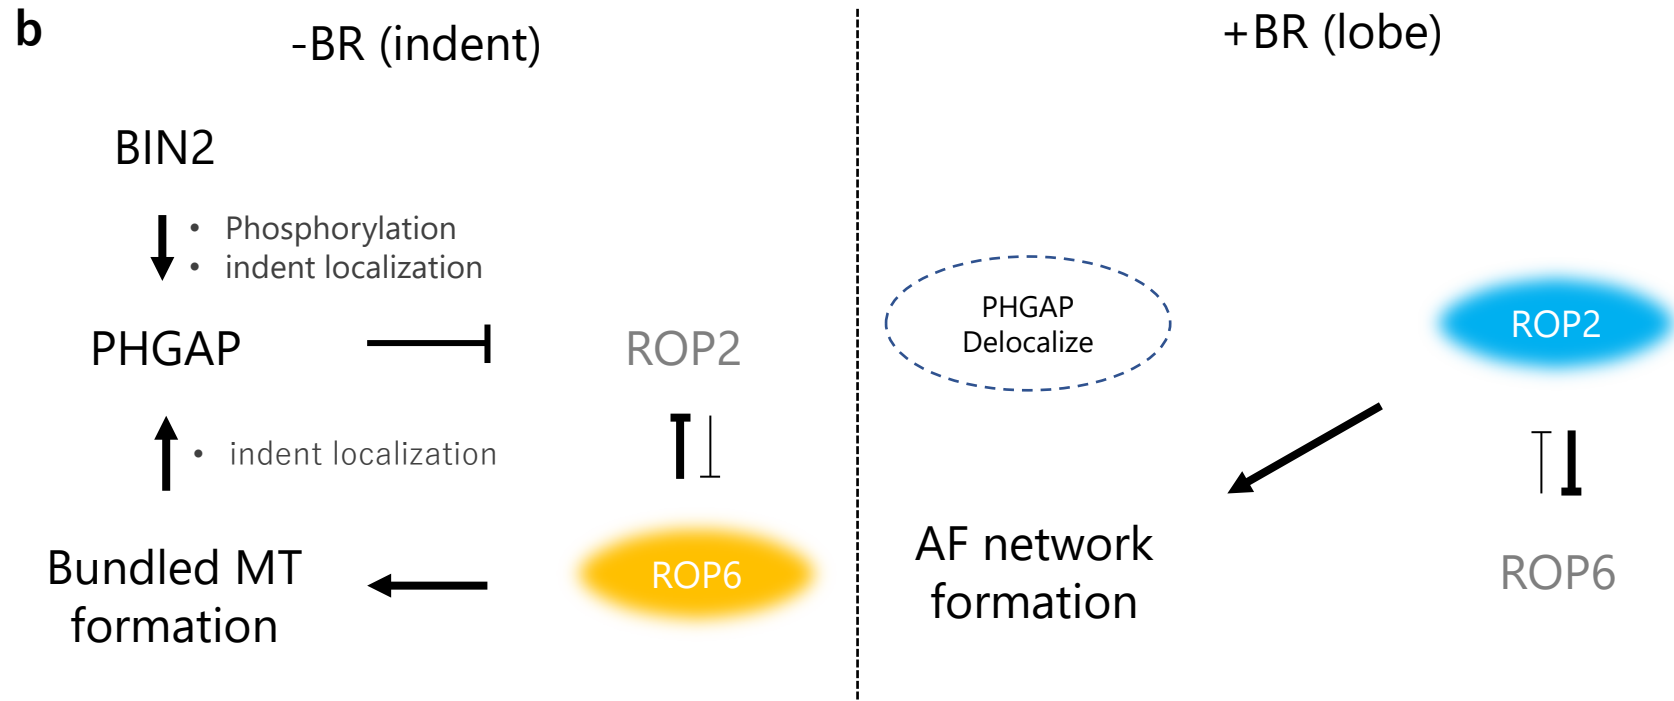 b
-BR (indent)
BIN2
• Phosphorylation
• indent localization
PHGAP
ROP2
• indent localization
Bundled MT
formation
ROP6
+BR (lobe)
PHGAP
Delocalize
ROP2
AF network
formation
ROP6